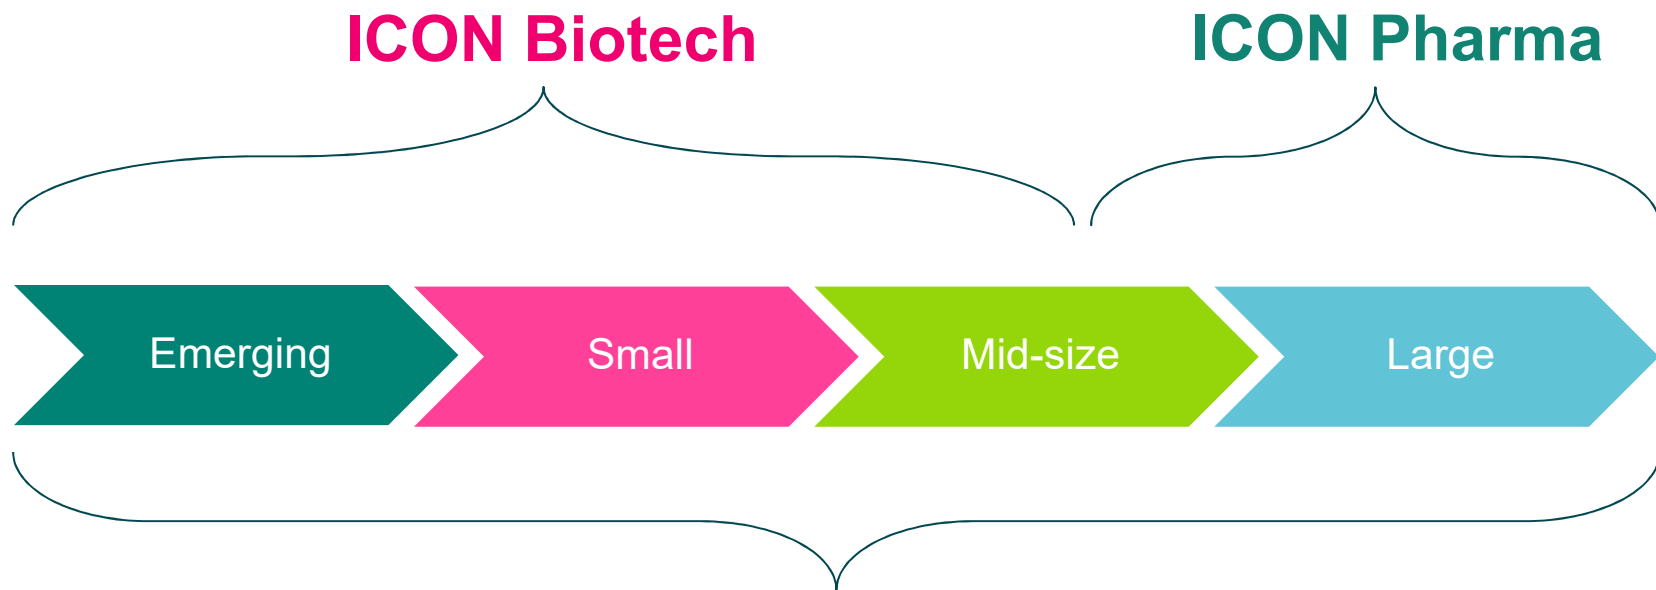 ICON Biotech
ICON Pharma
Emerging
Small
Mid-size
Large